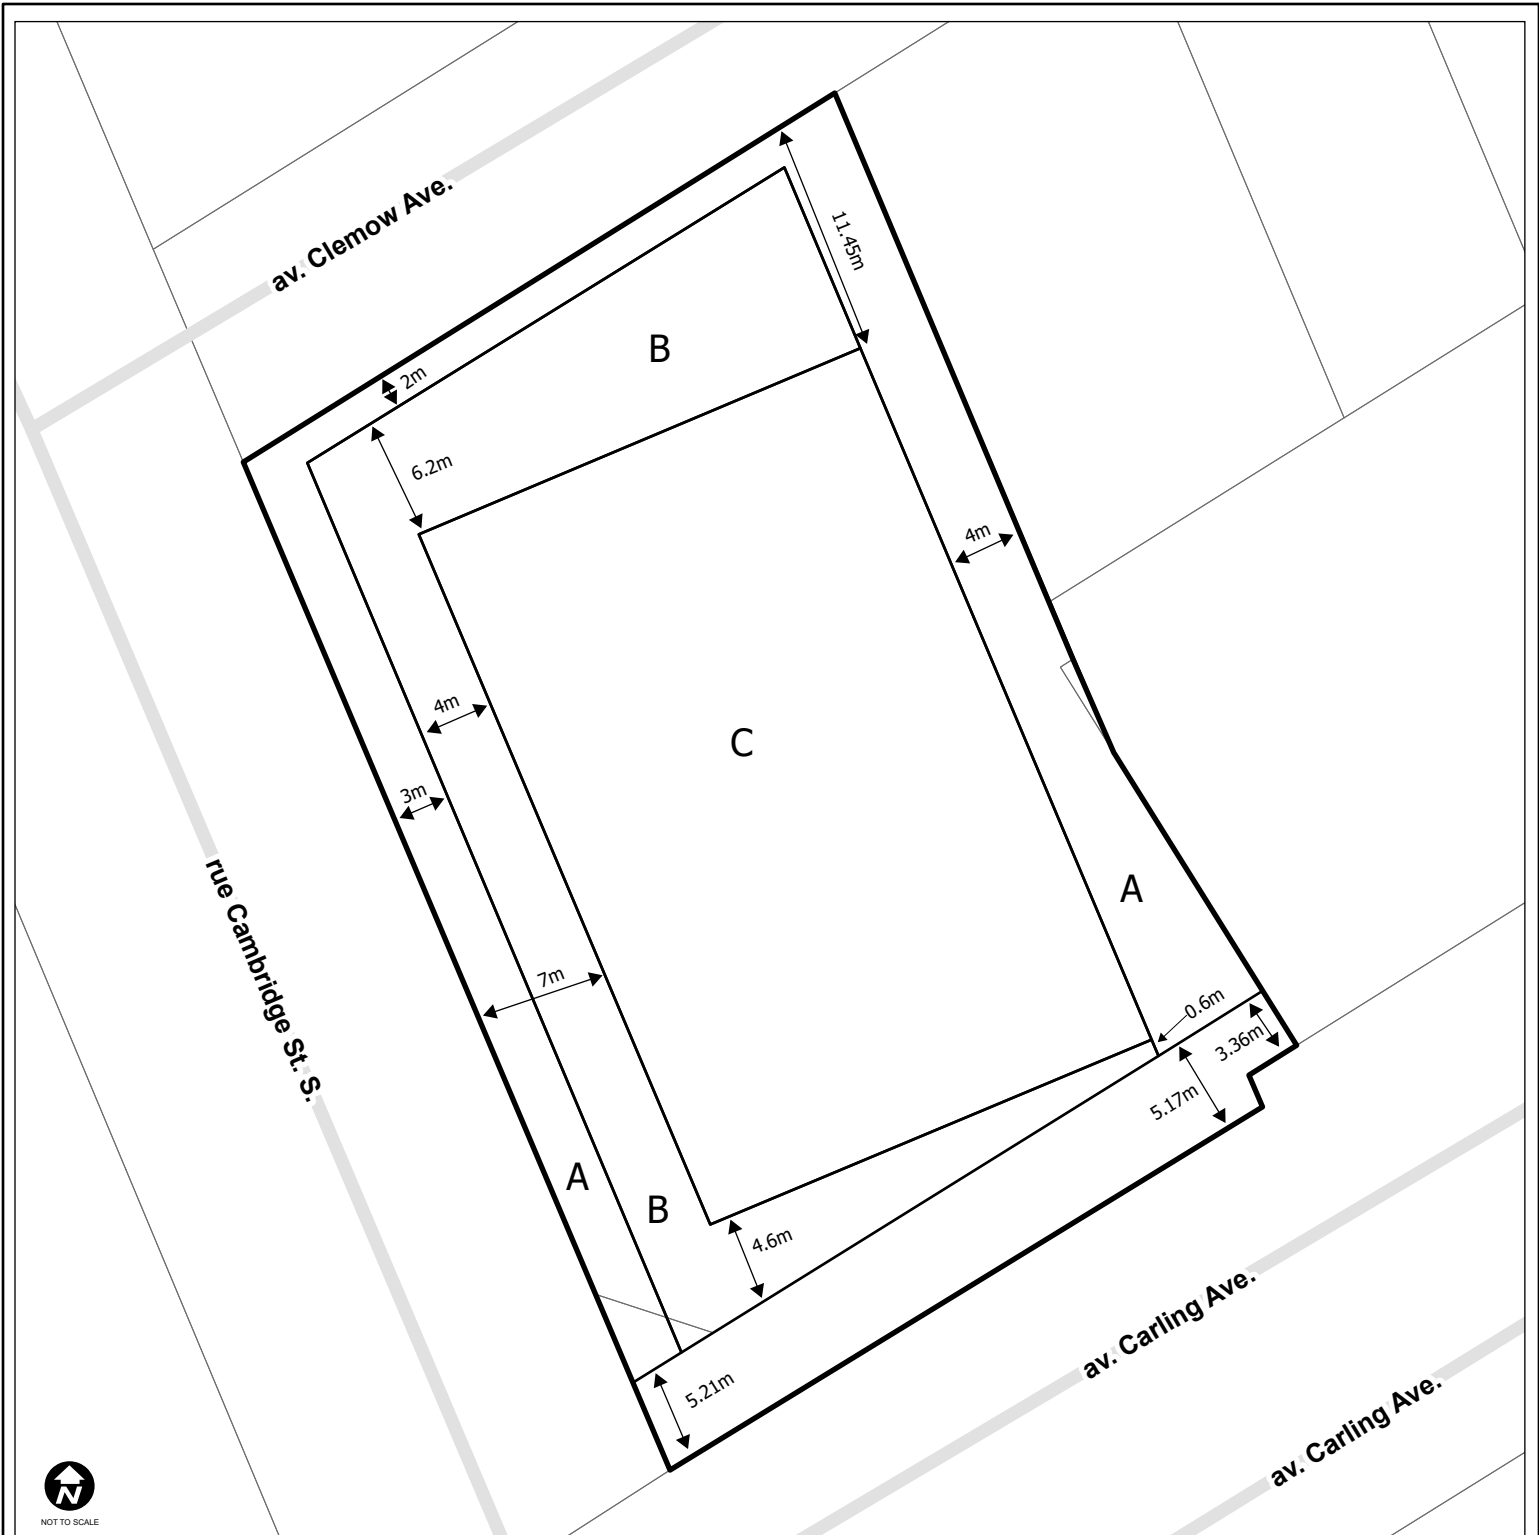 av. Clemow Ave.
11.45m
B
2m
6.2m
4m
4m
C
3m
rue Cambridge St. S.
A
7m
0.6m
3.36m
5.17m
A
B
4.6m
av. Carling Ave.
5.21m
av. Carling Ave.
N
NOT TO SCALE